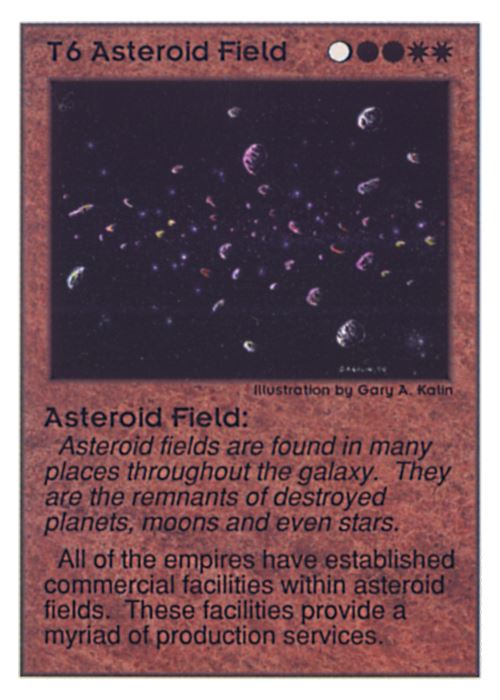 T6 Asteroid Field
Illustration by Gary A. Kalin
Asteroid Field:
Asteroid fields are found in many
places throughout the galaxy. They
are the remnants of destroyed
planets, moons and even stars.
All of the empires have established
commercial facilities within asteroid
fields. These facilities provide a
myriad of production services.